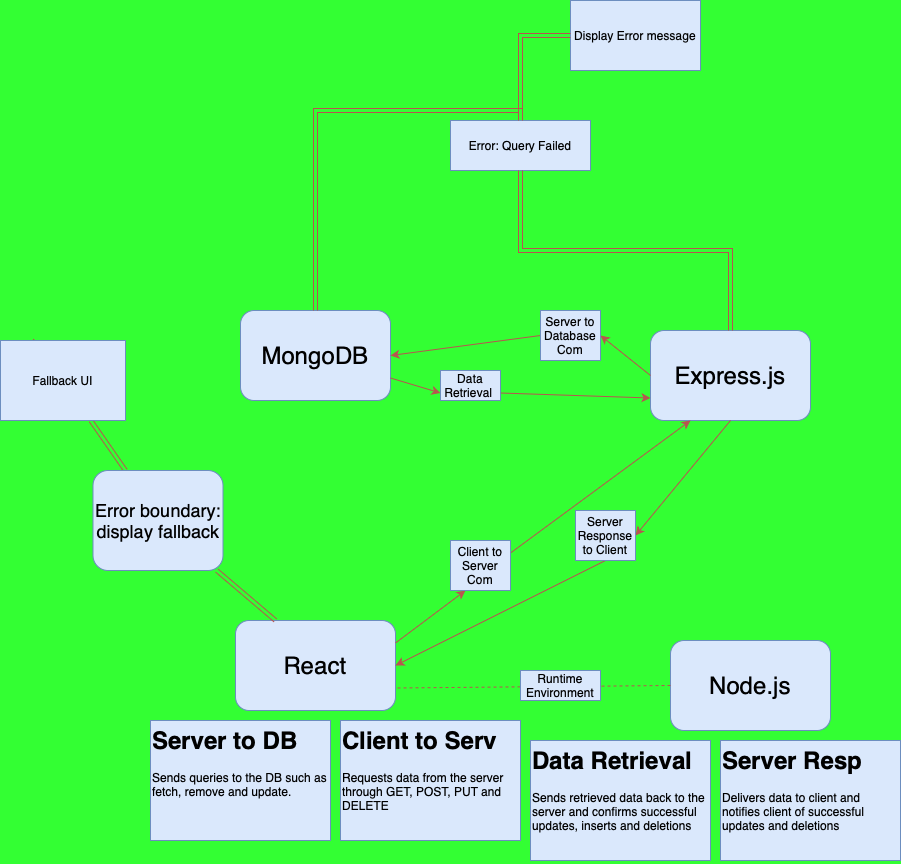 Display Error message
Error: Query Failed
Server to
Database
Com
MongoDB
Express.js
Data
Retrieval
Fallback UI
Error boundary:
display fallback
Server
Response
to Client
Client to
Server
Com
React
Runtime
Environment
Node.js
Server to DB
Sends queries to the DB such as
fetch, remove and update.
Client to Serv
Requests data from the server
through GET, POST, PUT and
DELETE
Data Retrieval
Sends retrieved data back to the
server and confirms successful
updates, inserts and deletions
Server Resp
Delivers data to client and
notifies client of successful
updates and deletions